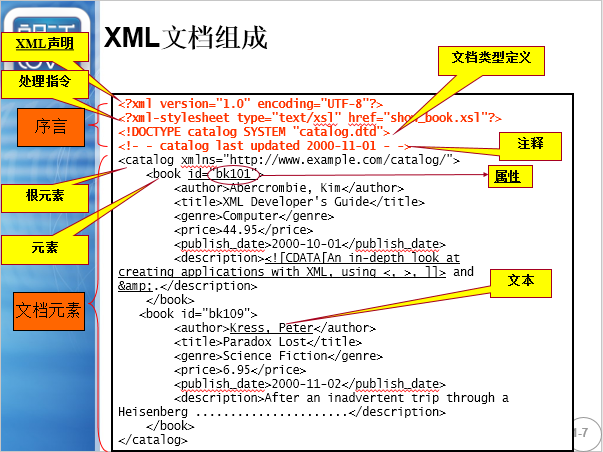 XML文档组成
XML声明
处理指令
序言
根元素
元素
文档元素
文档类型定义
注释
属性
文本
<?xml version="1.0" encoding="UTF-8"?>
<?xml-stylesheet type="text/xsl" href="show_book.xsl"?>
<!DOCTYPE catalog SYSTEM "catalog.dtd">
<!- - catalog last updated 2000-11-01 - ->
<catalog xmlns="http://www.example.com/catalog/">
<book id="bk101">
<author>Abercrombie, Kim</author>
<title>XML Developer's Guide</title>
<genre>Computer</genre>
<price>44.95</price>
<publish_date>2000-10-01</publish_date>
<description><![CDATA[An in-depth look at
creating applications with XML, using <, >, ]]> and
&amp;.</description>
</book>
<book id="bk109">
<author>Kress, Peter</author>
<title>Paradox Lost</title>
<genre>Science Fiction</genre>
<price>6.95</price>
<publish_date>2000-11-02</publish_date>
<description>After an inadvertent trip through a
Heisenberg ......................</description>
</book>
</catalog>
1-7